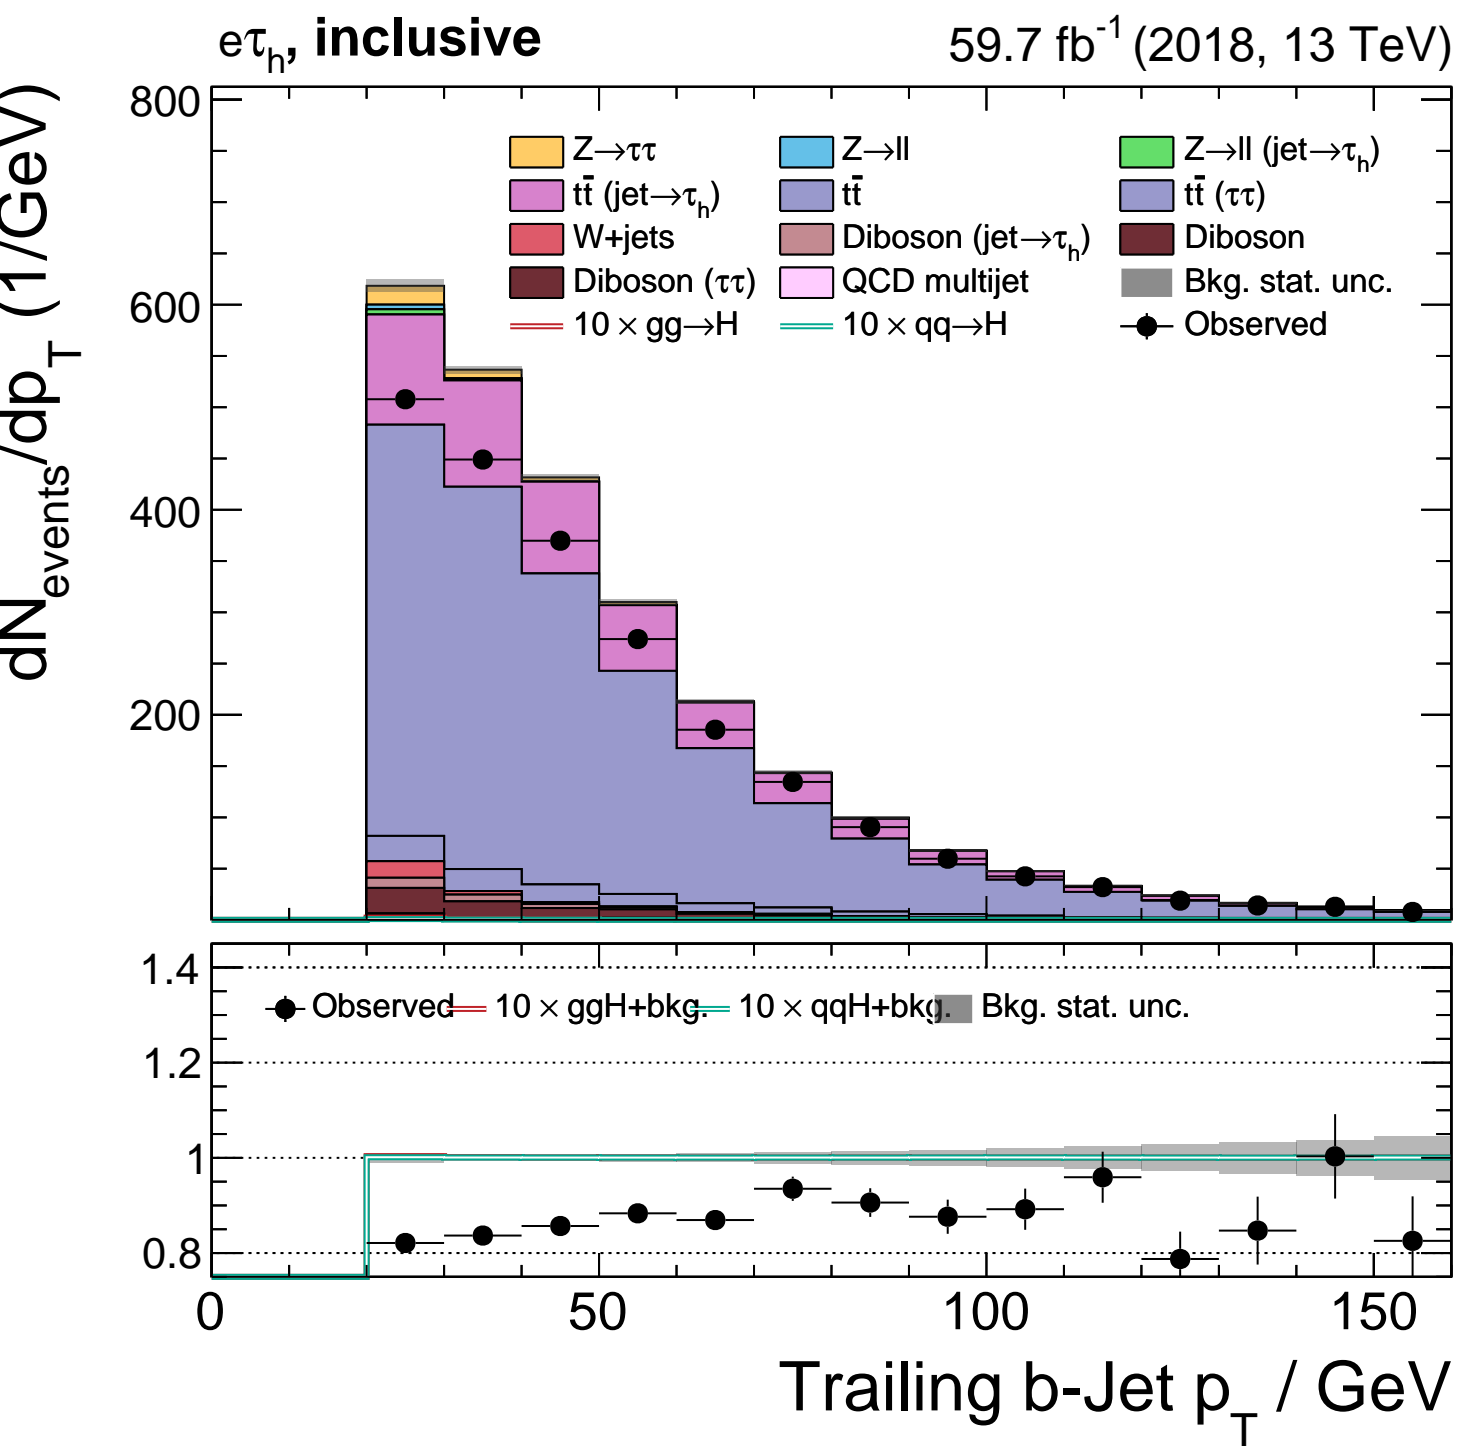 eτh, inclusive 59.7 fb-1 (2018, 13 TeV)
dNevents/dpT (1/GeV)
800
600
400
200
Z→ττ Z→ll Z→ll (jet→τh)
tt̄ (jet→τh) tt̄ tt̄ (ττ)
W+jets Diboson (jet→τh) Diboson
Diboson (ττ) QCD multijet Bkg. stat. unc.
10 × gg→H 10 × qq→H Observed
1.4
Observed 10 × ggH+bkg. 10 × qqH+bkg. Bkg. stat. unc.
1.2
1
0.8
0 50 100 150
Trailing b-Jet pT / GeV